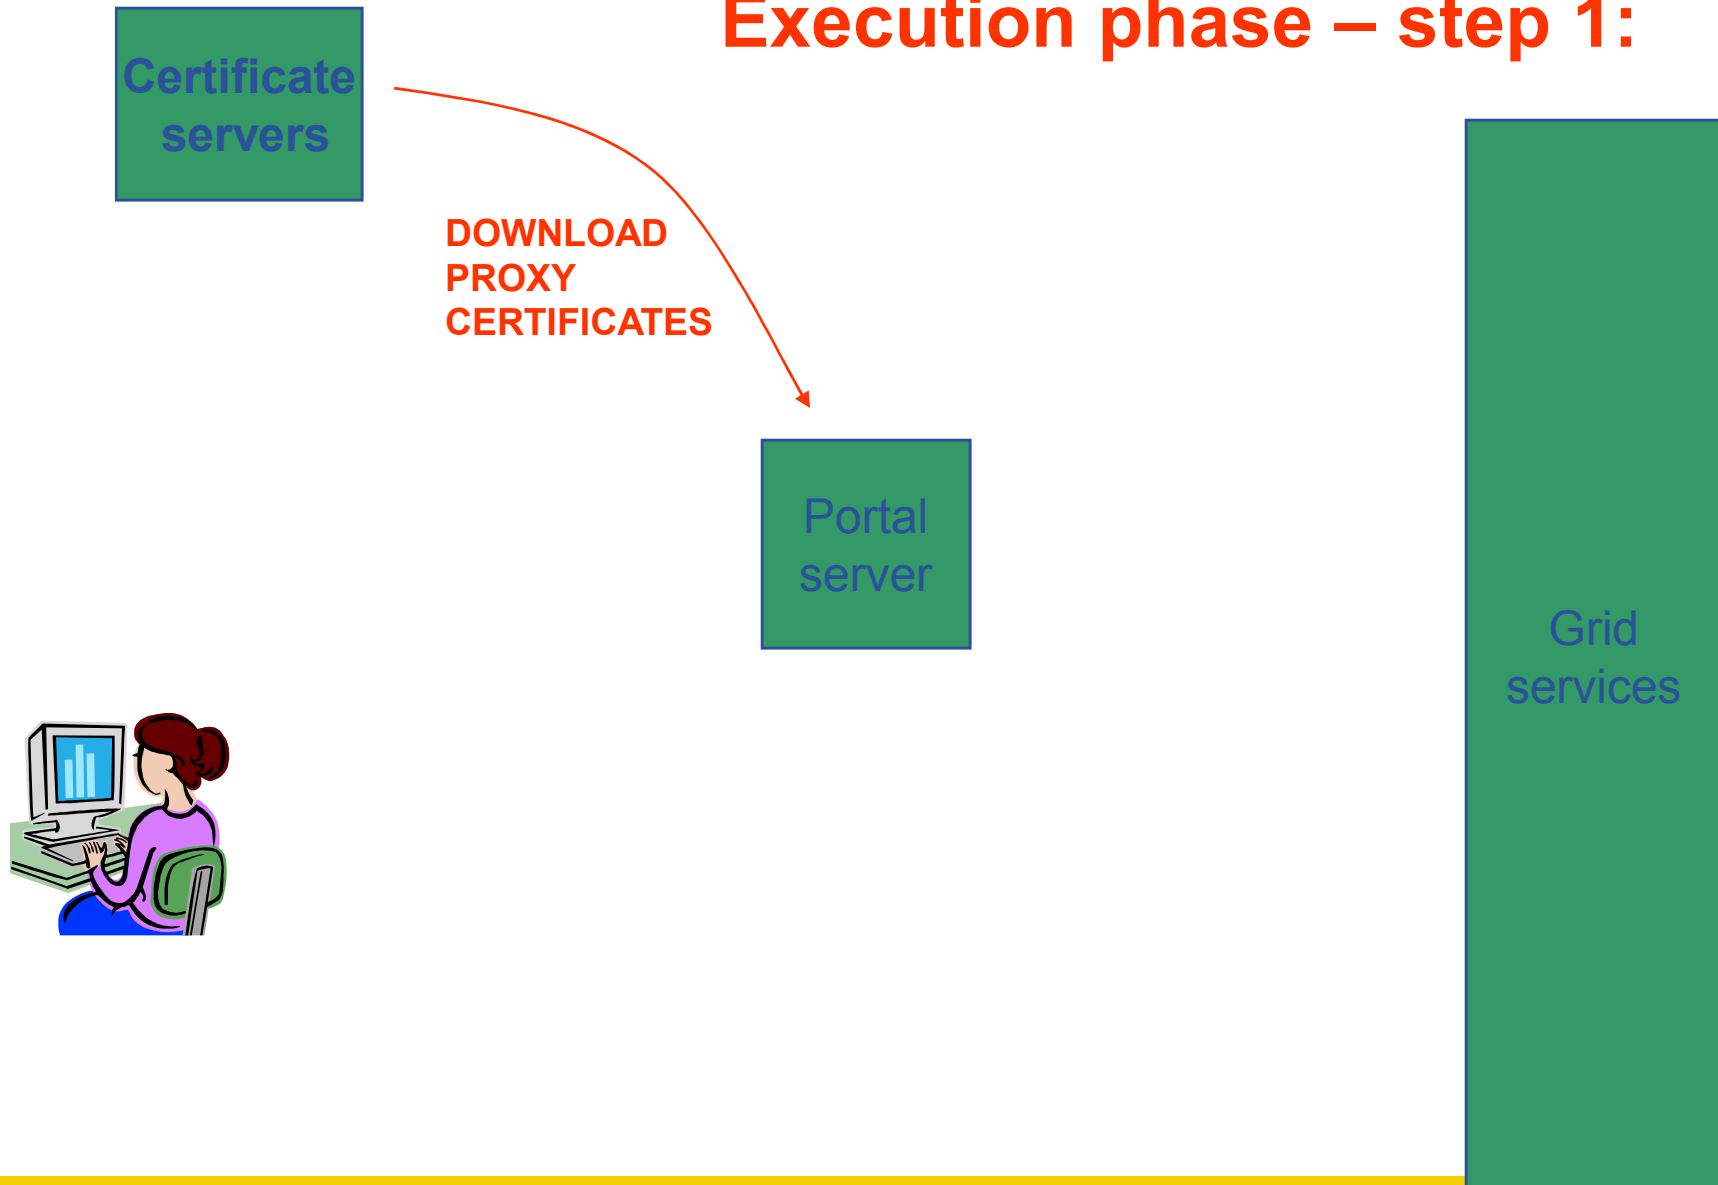 Execution phase – step 1:
Certificate
servers
DOWNLOAD
PROXY
CERTIFICATES
Portal
server
Grid
services